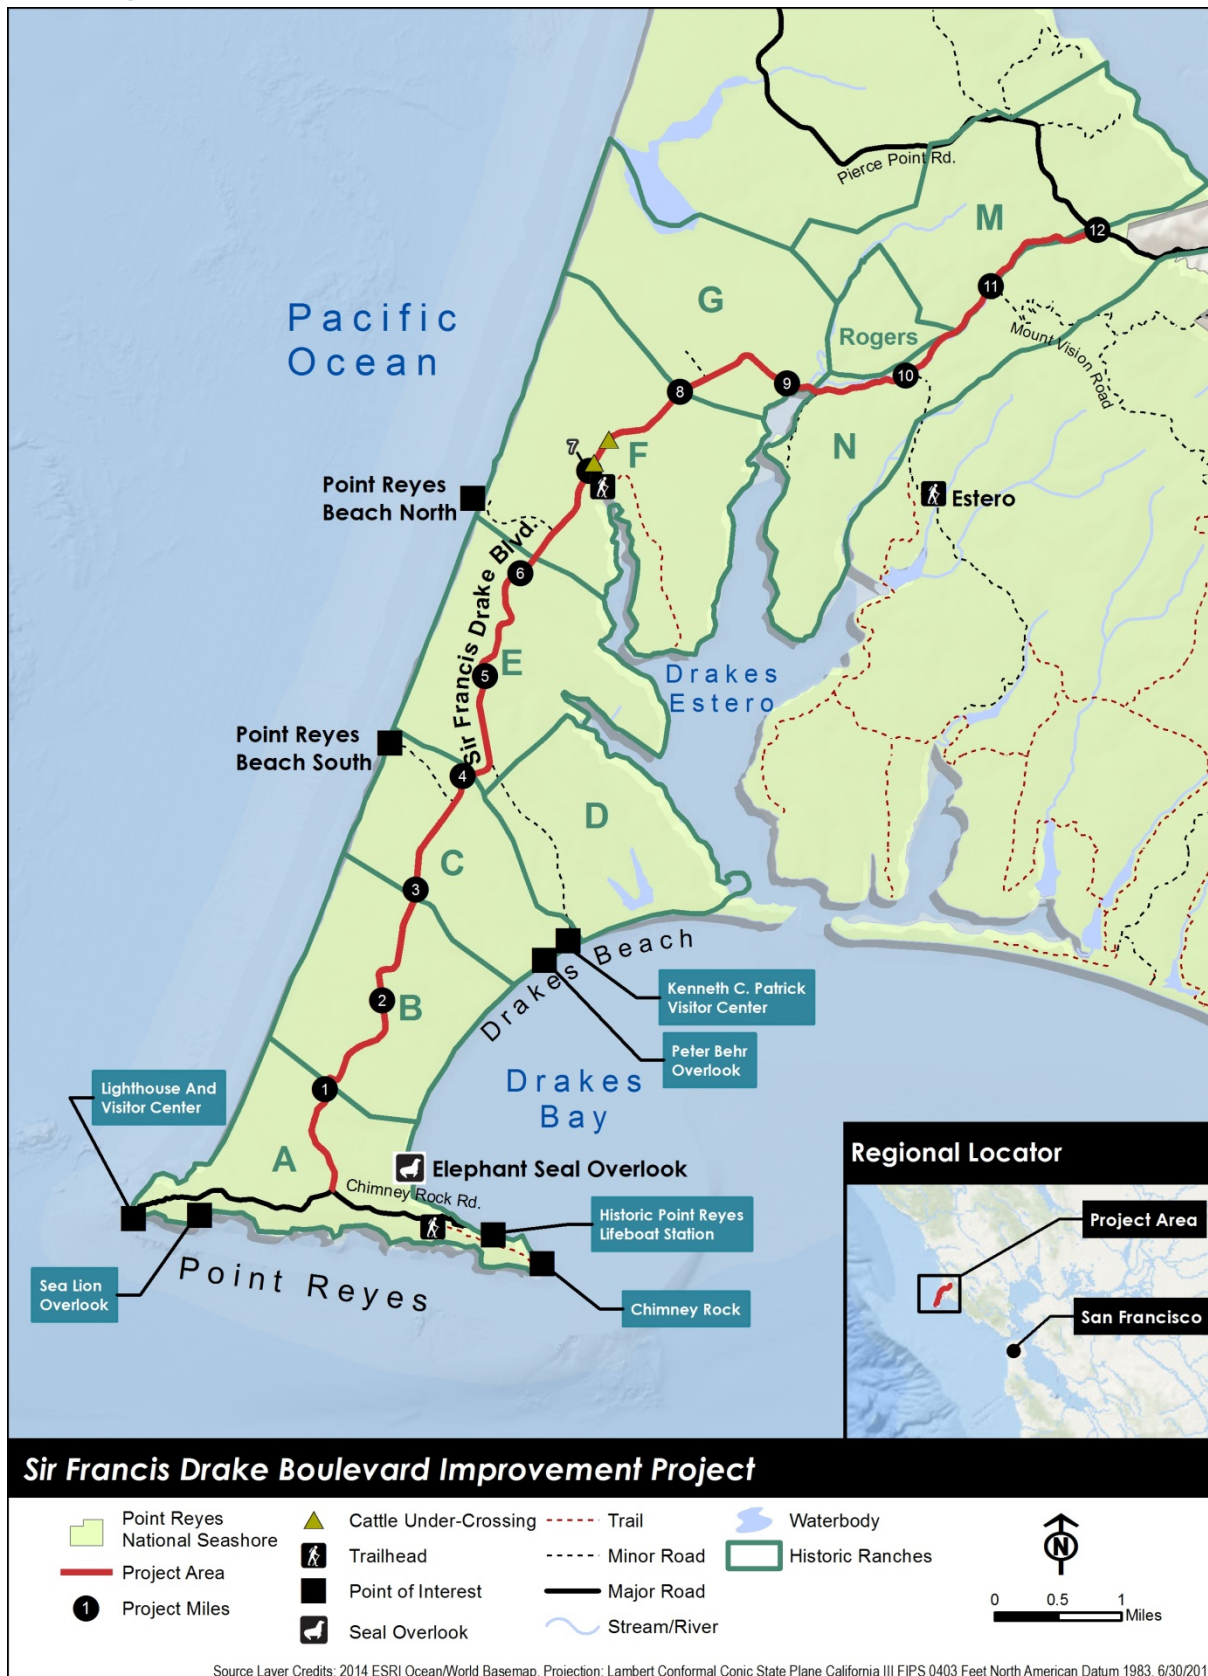 Pierce Point Rd.
M
12
11
G
Pacific
Ocean
Rogers
Mount Vision Road
10
9
8
F
7
N
Point Reyes
Beach North
Estero
Sir Francis Drake Blvd.
6
E
5
Drakes
Estero
Point Reyes
Beach South
4
D
C
3
Drakes Beach
Kenneth C. Patrick
Visitor Center
2
B
Peter Behr
Overlook
Drakes
Bay
Lighthouse And
Visitor Center
1
A
Elephant Seal Overlook
Chimney Rock Rd.
Historic Point Reyes
Lifeboat Station
Sea Lion
Overlook
Point Reyes
Chimney Rock
Regional Locator
Project Area
San Francisco
Sir Francis Drake Boulevard Improvement Project
Point Reyes
National Seashore
Project Area
1 Project Miles
Cattle Under-Crossing
Trailhead
Point of Interest
Seal Overlook
Trail
Minor Road
Major Road
Stream/River
Waterbody
Historic Ranches
N
0 0.5 1
Miles
Source Layer Credits: 2014 ESRI Ocean/World Basemap. Projection: Lambert Conformal Conic State Plane California III FIPS 0403 Feet North American Datum 1983. 6/30/201